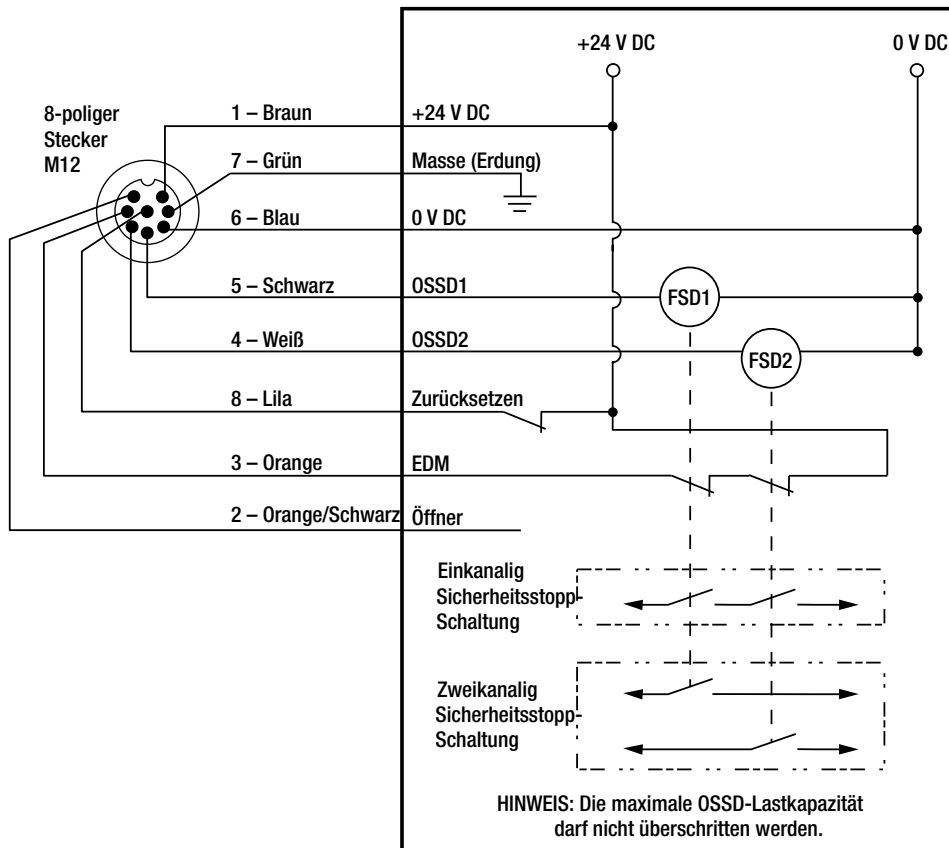 +24 V DC
0 V DC
8-poliger
Stecker
M12
1 – Braun
+24 V DC
7 – Grün
Masse (Erdung)
6 – Blau
0 V DC
5 – Schwarz
OSSD1
FSD1
4 – Weiß
OSSD2
FSD2
8 – Lila
Zurücksetzen
3 – Orange
EDM
2 – Orange/Schwarz
Öffner
Einkanalig
Sicherheitsstopp-
Schaltung
Zweikanalig
Sicherheitsstopp-
Schaltung
HINWEIS: Die maximale OSSD-Lastkapazität
darf nicht überschritten werden.